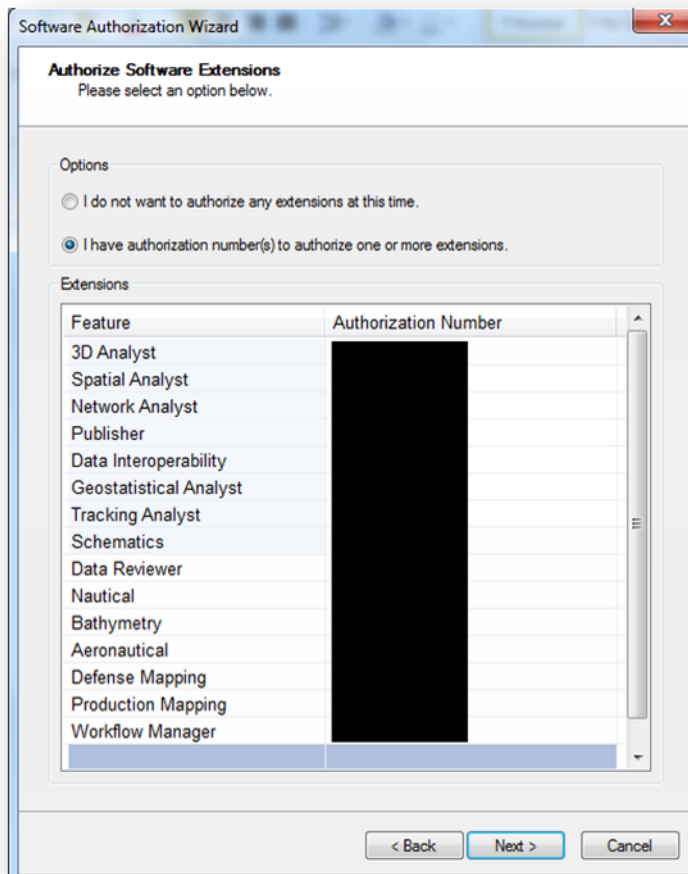 Software Authorization Wizard
Authorize Software Extensions
Please select an option below.
Options
I do not want to authorize any extensions at this time.
I have authorization number(s) to authorize one or more extensions.
Extensions
Feature Authorization Number
3D Analyst
Spatial Analyst
Network Analyst
Publisher
Data Interoperability
Geostatistical Analyst
Tracking Analyst
Schematics
Data Reviewer
Nautical
Bathymetry
Aeronautical
Defense Mapping
Production Mapping
Workflow Manager
< Back Next > Cancel